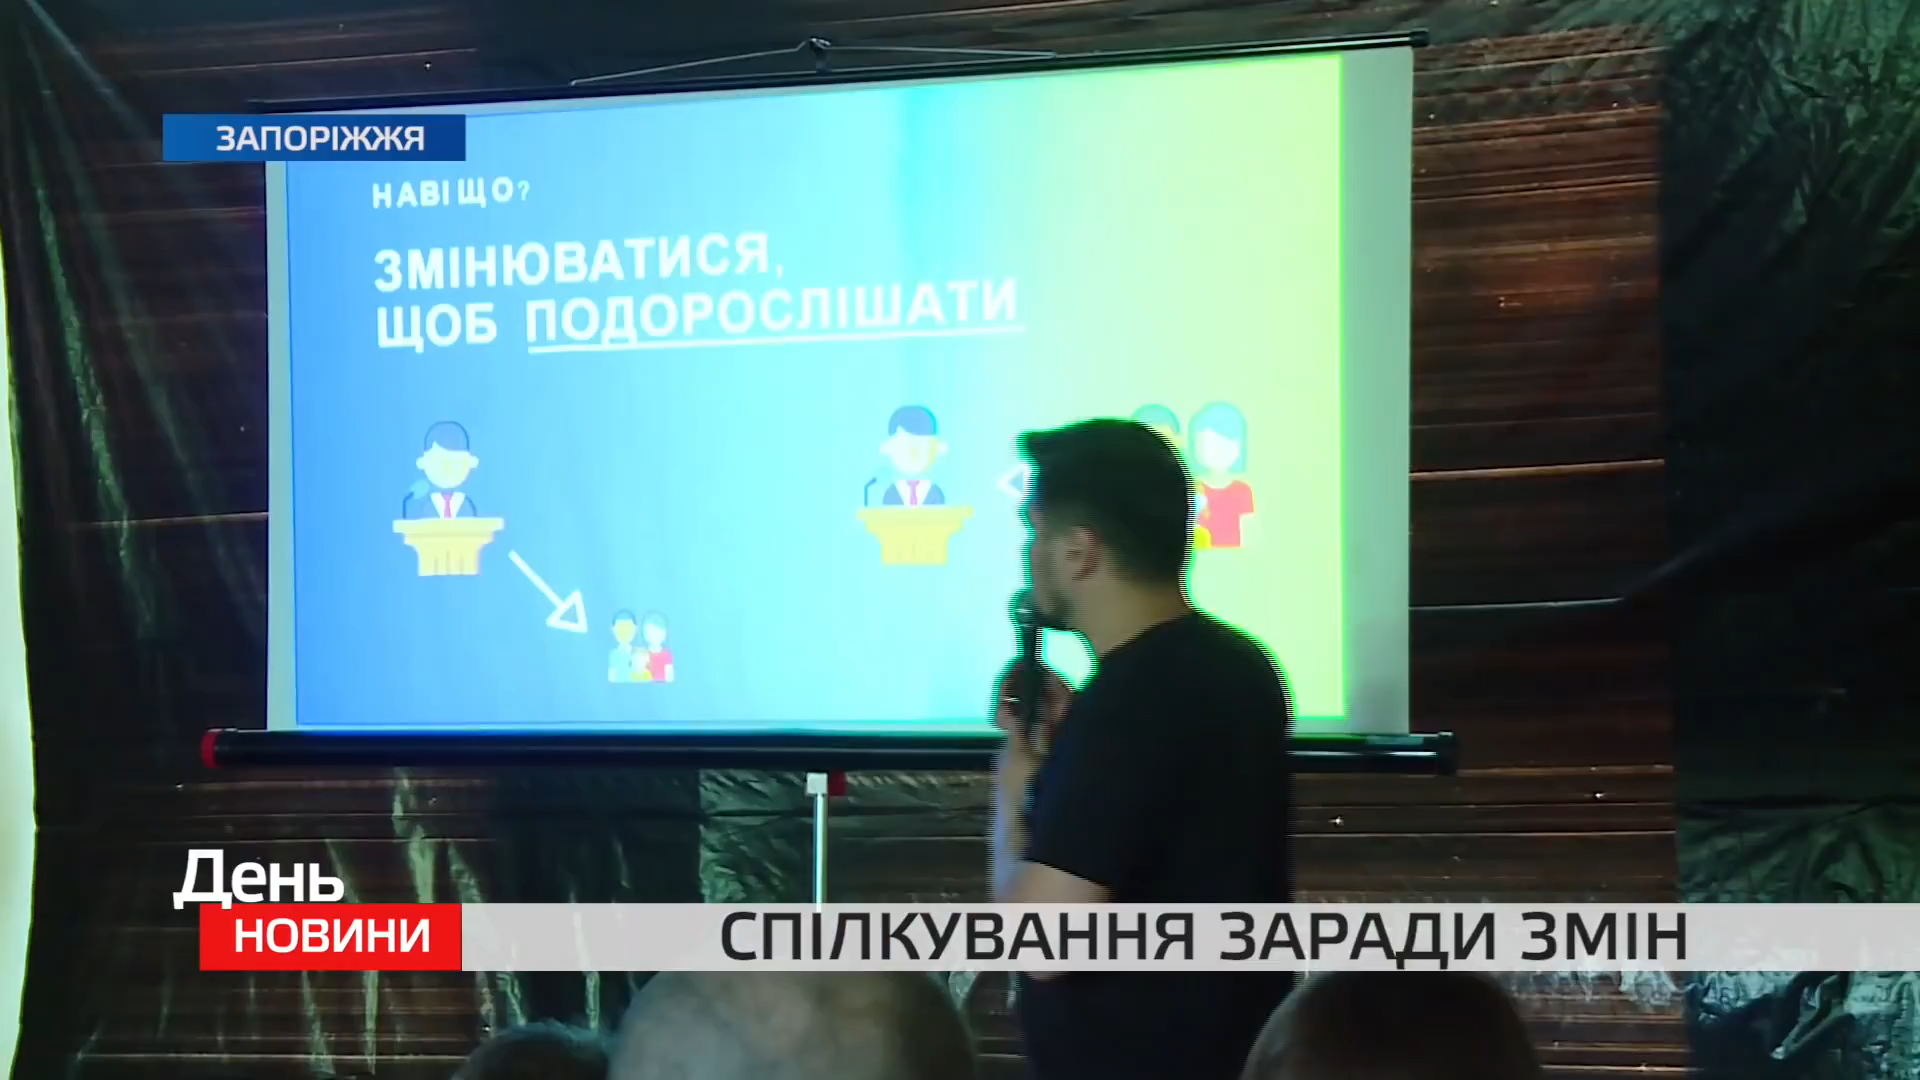 ЗАПОРІЖЖЯ
НАВІЩО?
ЗМІНЮВАТИСЯ,
ЩОБ ПОДОРОСЛІШАТИ
День
НОВИНИ
СПІЛКУВАННЯ ЗАРАДИ ЗМІН